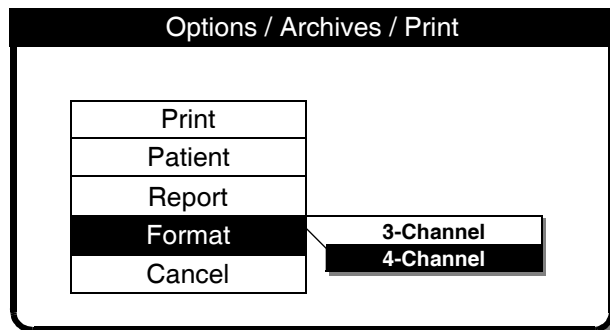 Options / Archives / Print
Print
Patient
Report
Format
3-Channel
4-Channel
Cancel